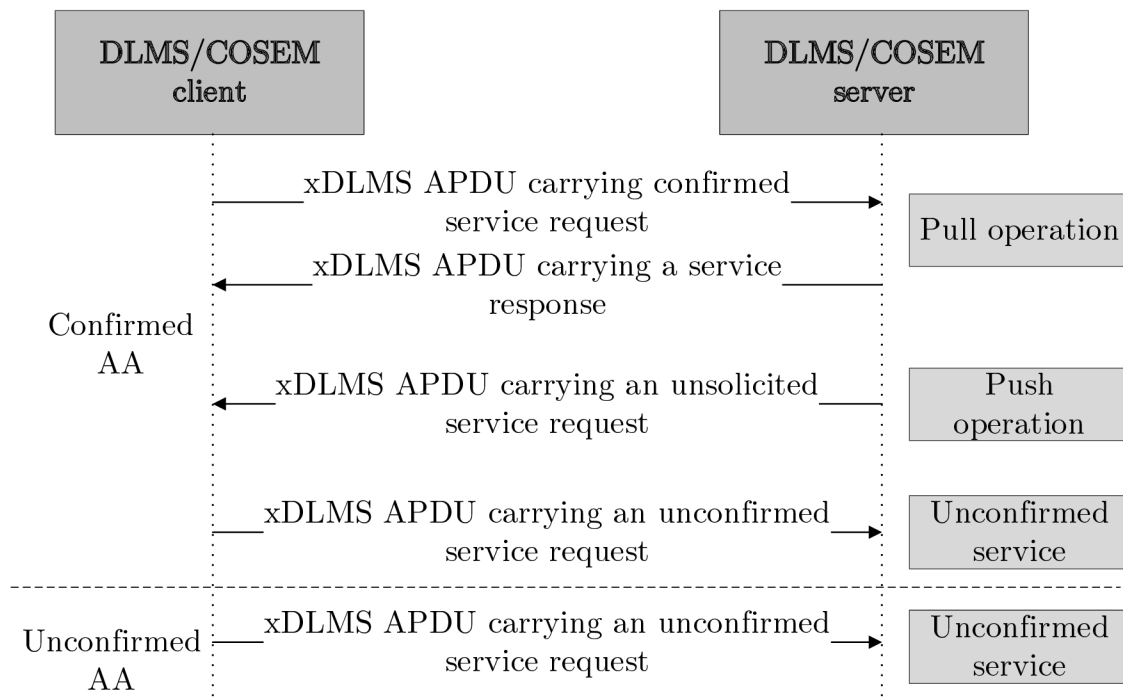 DLMS/COSEM
client
DLMS/COSEM
server
xDLMS APDU carrying confirmed
service request
Pull operation
xDLMS APDU carrying a service
response
Confirmed
AA
xDLMS APDU carrying an unsolicited
service request
Push
operation
xDLMS APDU carrying an unconfirmed
service request
Unconfirmed
service
Unconfirmed
AA
xDLMS APDU carrying an unconfirmed
service request
Unconfirmed
service